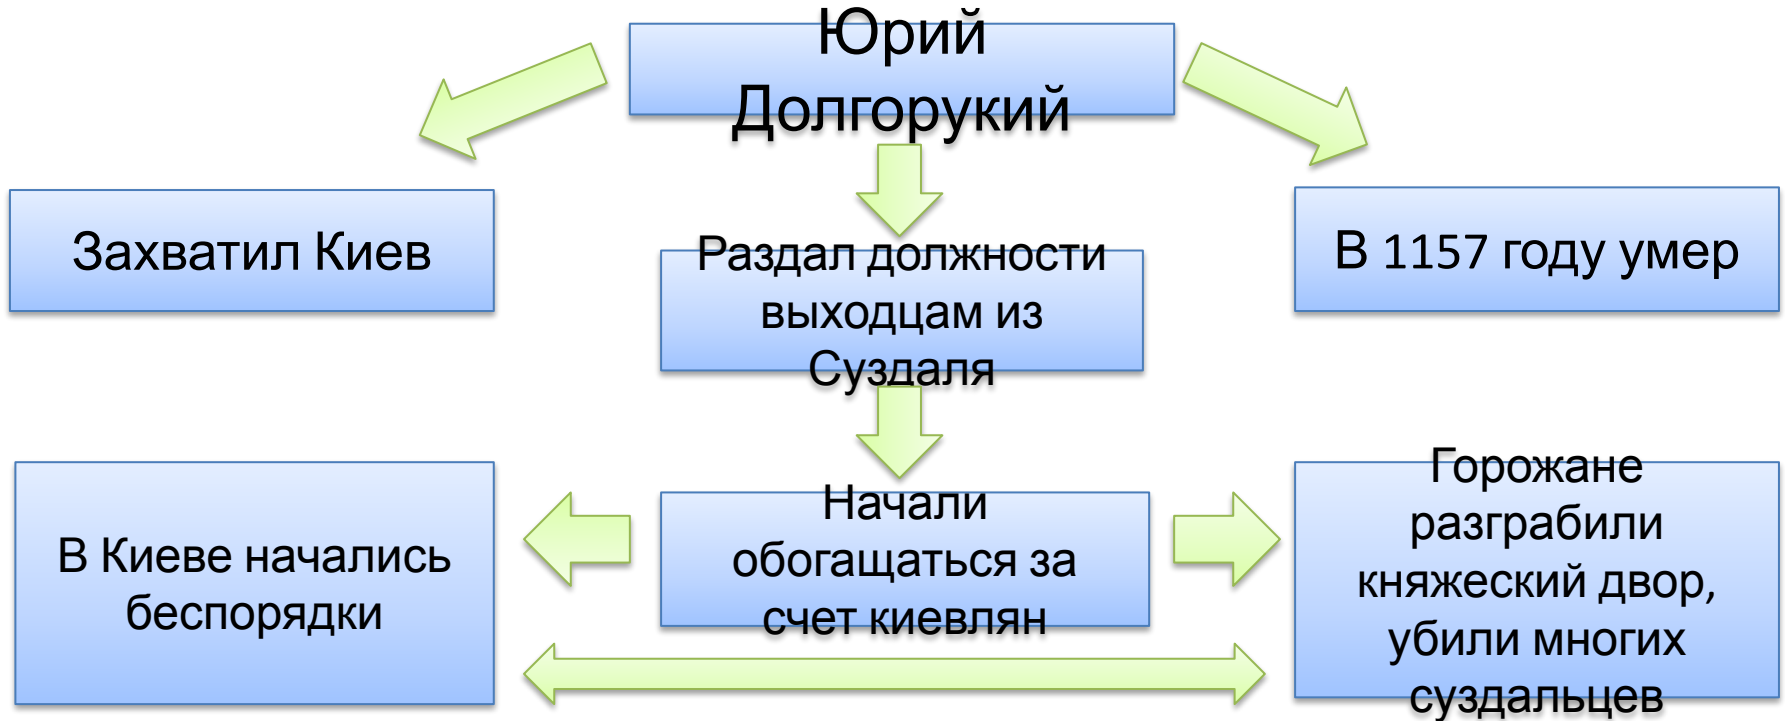 Юрий
Долгорукий
Захватил Киев
Раздал должности
выходцам из
Суздаля
В 1157 году умер
В Киеве начались
беспорядки
Начали
обогащаться за
счет киевлян
Горожане
разграбили
княжеский двор,
убили многих
суздальцев